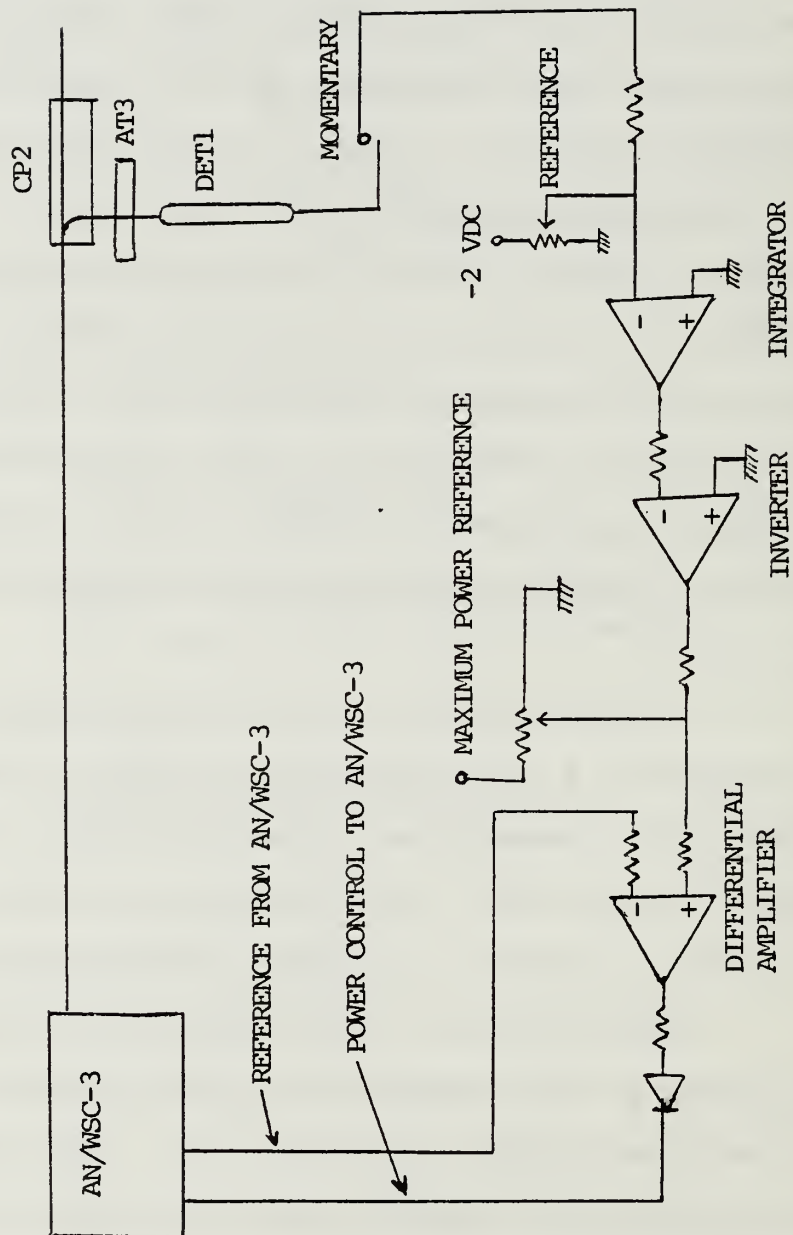 CP2
AT3
DET1
MOMENTARY
REFERENCE
-2 VDC
-
+
INTEGRATOR
-
+
INVERTER
MAXIMUM POWER REFERENCE
-
+
DIFFERENTIAL
AMPLIFIER
REFERENCE FROM AN/WSC-3
POWER CONTROL TO AN/WSC-3
AN/WSC-3